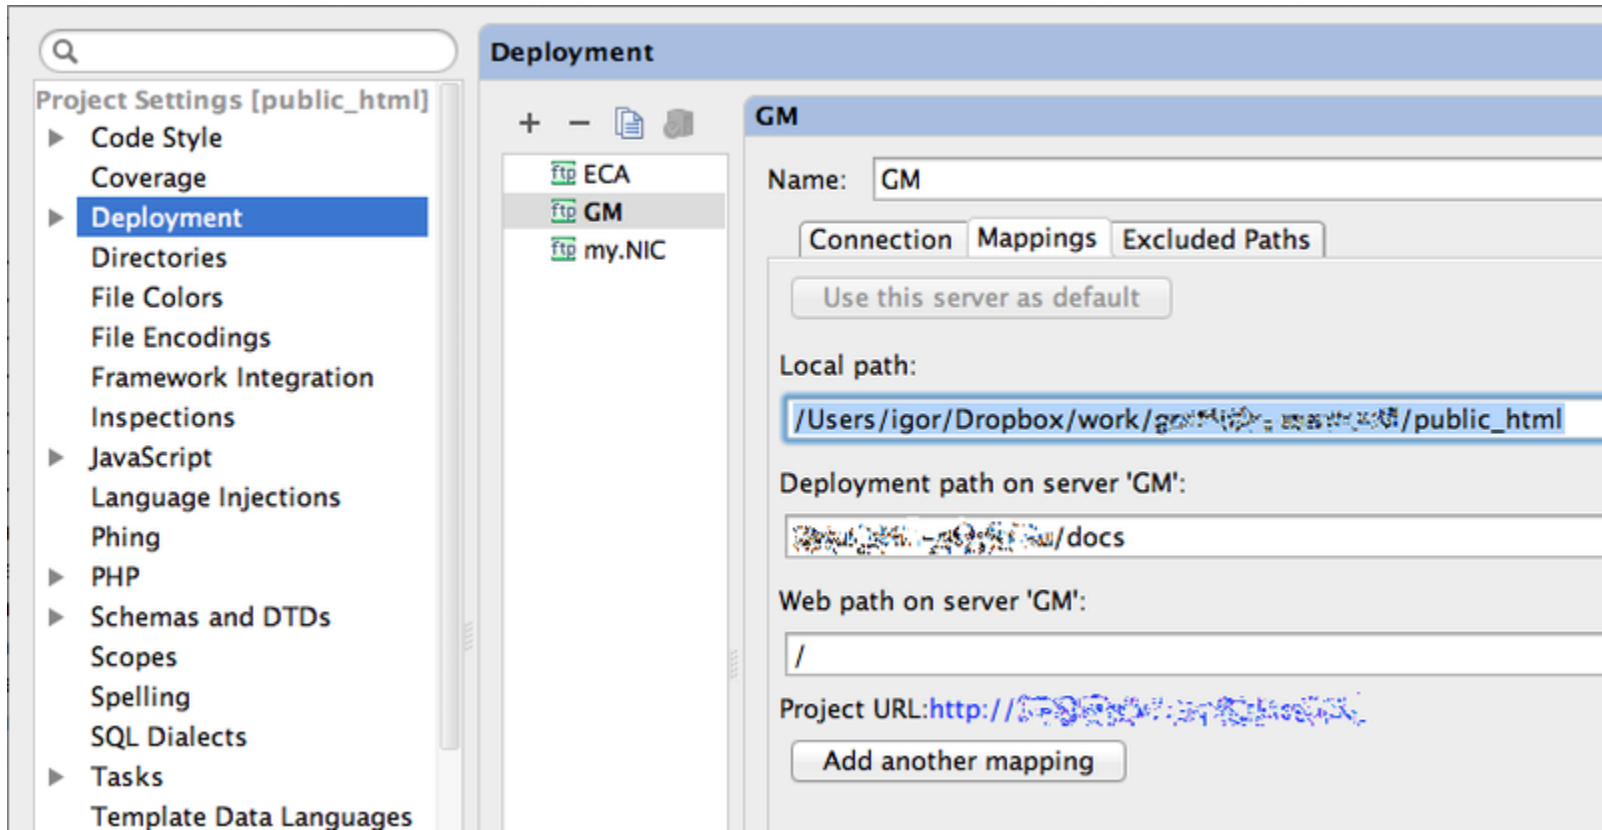 Project Settings [public_html]
Code Style
Coverage
Deployment
Directories
File Colors
File Encodings
Framework Integration
Inspections
JavaScript
Language Injections
Phing
PHP
Schemas and DTDs
Scopes
Spelling
SQL Dialects
Tasks
Template Data Languages
Deployment
ftp ECA
ftp GM
ftp my.NIC
GM
Name: GM
Connection Mappings Excluded Paths
Use this server as default
Local path:
/Users/igor/Dropbox/work/ /public_html
Deployment path on server 'GM':
/docs
Web path on server 'GM':
/
Project URL:http://
Add another mapping